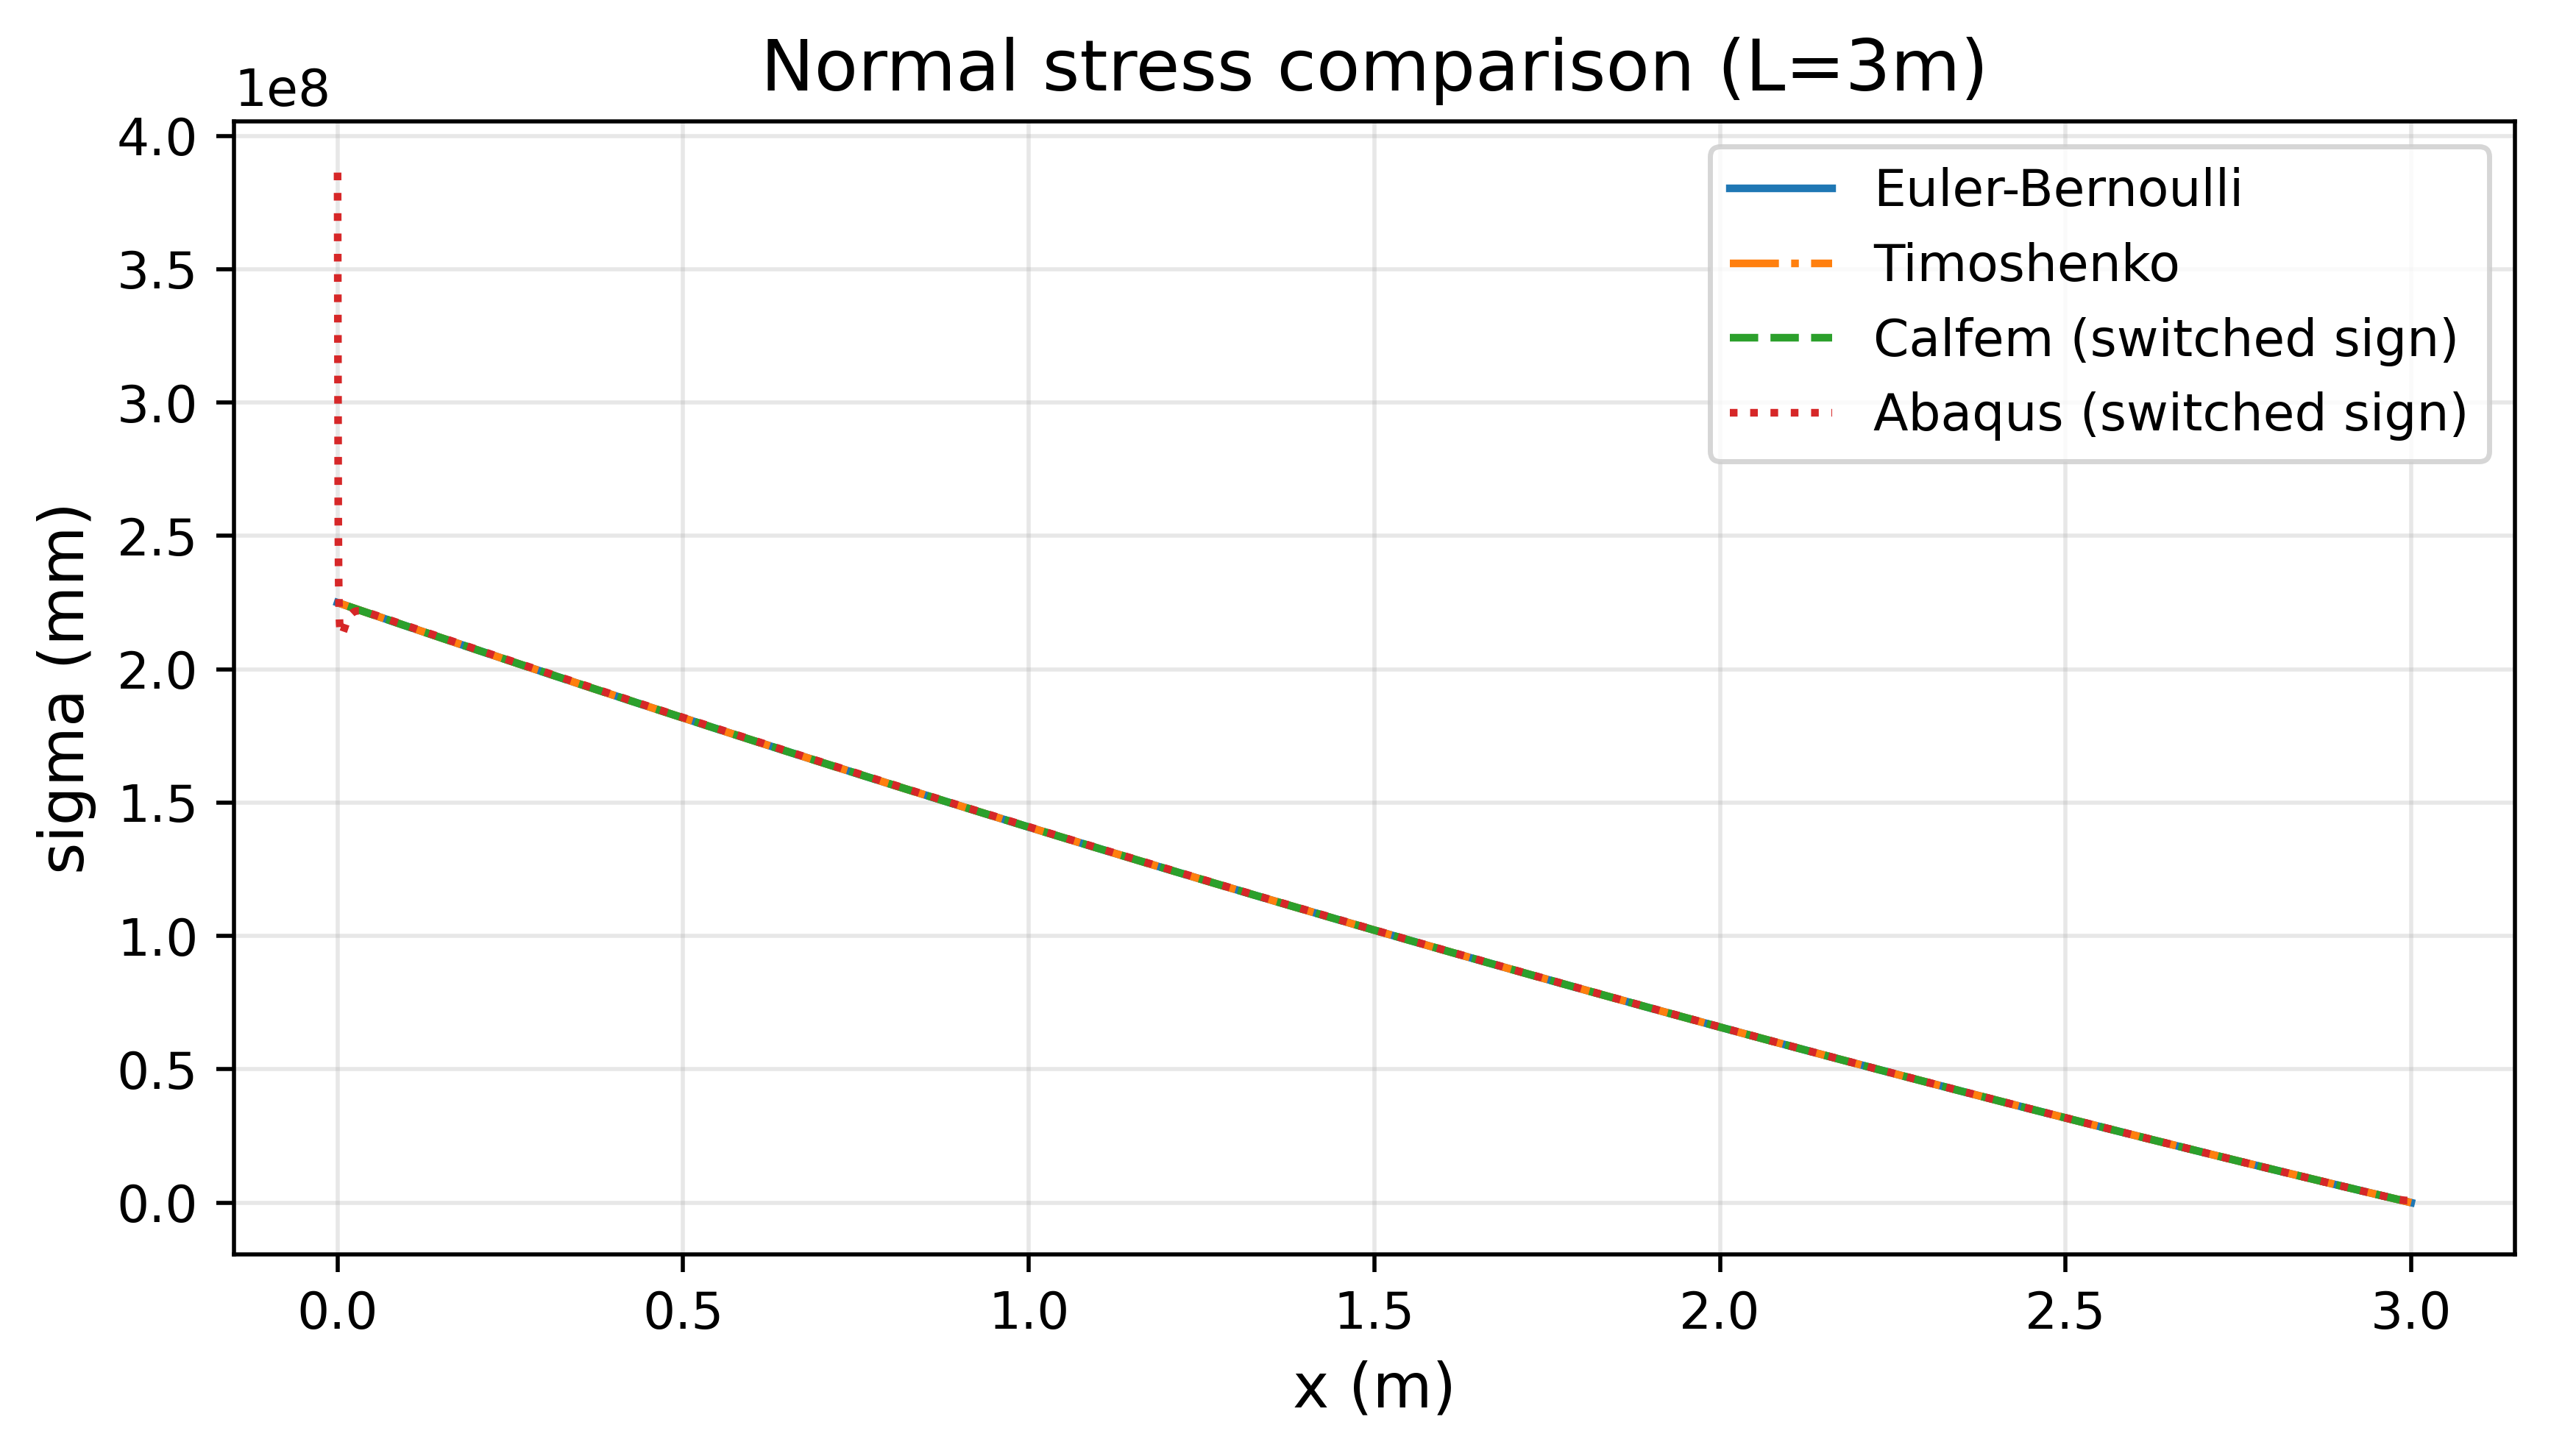 Normal stress comparison (L=3m)
1e8
4.0
3.5
3.0
2.5
2.0
1.5
1.0
0.5
0.0
sigma (mm)
Euler-Bernoulli
Timoshenko
Calfem (switched sign)
Abaqus (switched sign)
0.0 0.5 1.0 1.5 2.0 2.5 3.0
x (m)